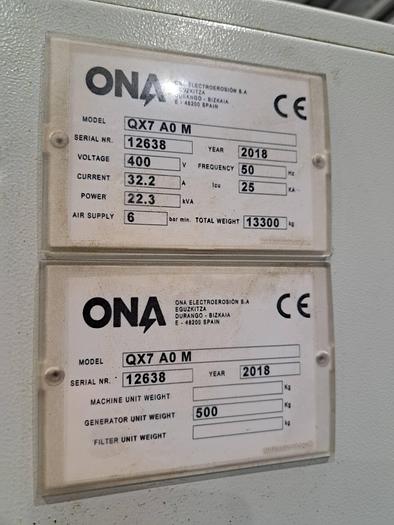 ONA
ONA ELECTROEROSIÓN S.A
EGUZKITZA
DURANGO - BIZKAIA
E - 48200 SPAIN
CE
MODEL QX7 A0 M
SERIAL NR. 12638 YEAR 2018
VOLTAGE 400 V FREQUENCY 50 Hz
CURRENT 32.2 A Icu 25 KA
POWER 22.3 kVA
AIR SUPPLY 6 bar min. TOTAL WEIGHT 13300 kg
ONA
ONA ELECTROEROSIÓN S.A
EGUZKITZA
DURANGO - BIZKAIA
E - 48200 SPAIN
CE
MODEL QX7 A0 M
SERIAL NR. 12638 YEAR 2018
MACHINE UNIT WEIGHT Kg
GENERATOR UNIT WEIGHT 500 Kg
FILTER UNIT WEIGHT kg